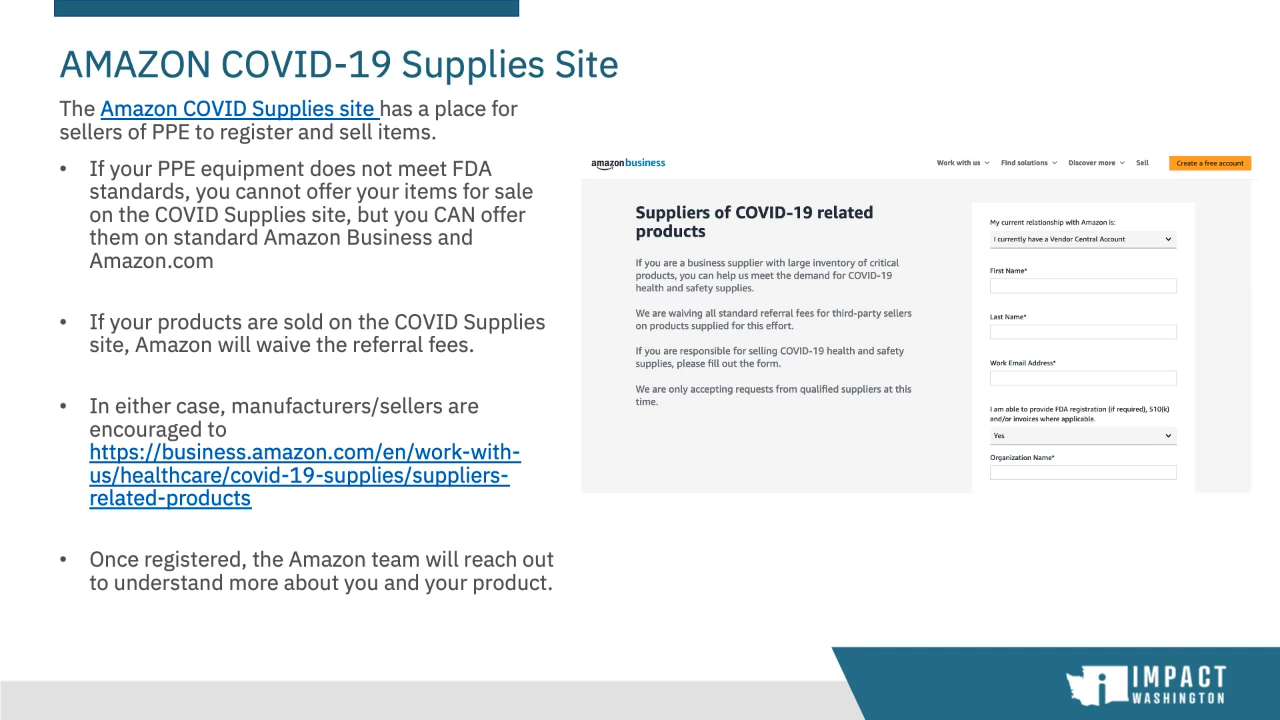 AMAZON COVID-19 Supplies Site
The Amazon COVID Supplies site has a place for
sellers of PPE to register and sell items.
• If your PPE equipment does not meet FDA
standards, you cannot offer your items for sale
on the COVID Supplies site, but you CAN offer
them on standard Amazon Business and
Amazon.com
• If your products are sold on the COVID Supplies
site, Amazon will waive the referral fees.
• In either case, manufacturers/sellers are
encouraged to
https://business.amazon.com/en/work-with-
us/healthcare/covid-19-supplies/suppliers-
related-products
• Once registered, the Amazon team will reach out
to understand more about you and your product.
amazon business
Work with us Find solutions Discover more Sell Create a free account
Suppliers of COVID-19 related
products
If you are a business supplier with large inventory of critical
products, you can help us meet the demand for COVID-19
health and safety supplies.
We are waiving all standard referral fees for third-party sellers
on products supplied for this effort.
If you are responsible for selling COVID-19 health and safety
supplies, please fill out the form.
We are only accepting requests from qualified suppliers at this
time.
My current relationship with Amazon is:
I currently have a Vendor Central Account
First Name*
Last Name*
Work Email Address*
I am able to provide FDA registration (if required), 510(k)
and/or invoices where applicable.
Yes
Organization Name*
i IMPACT
WASHINGTON